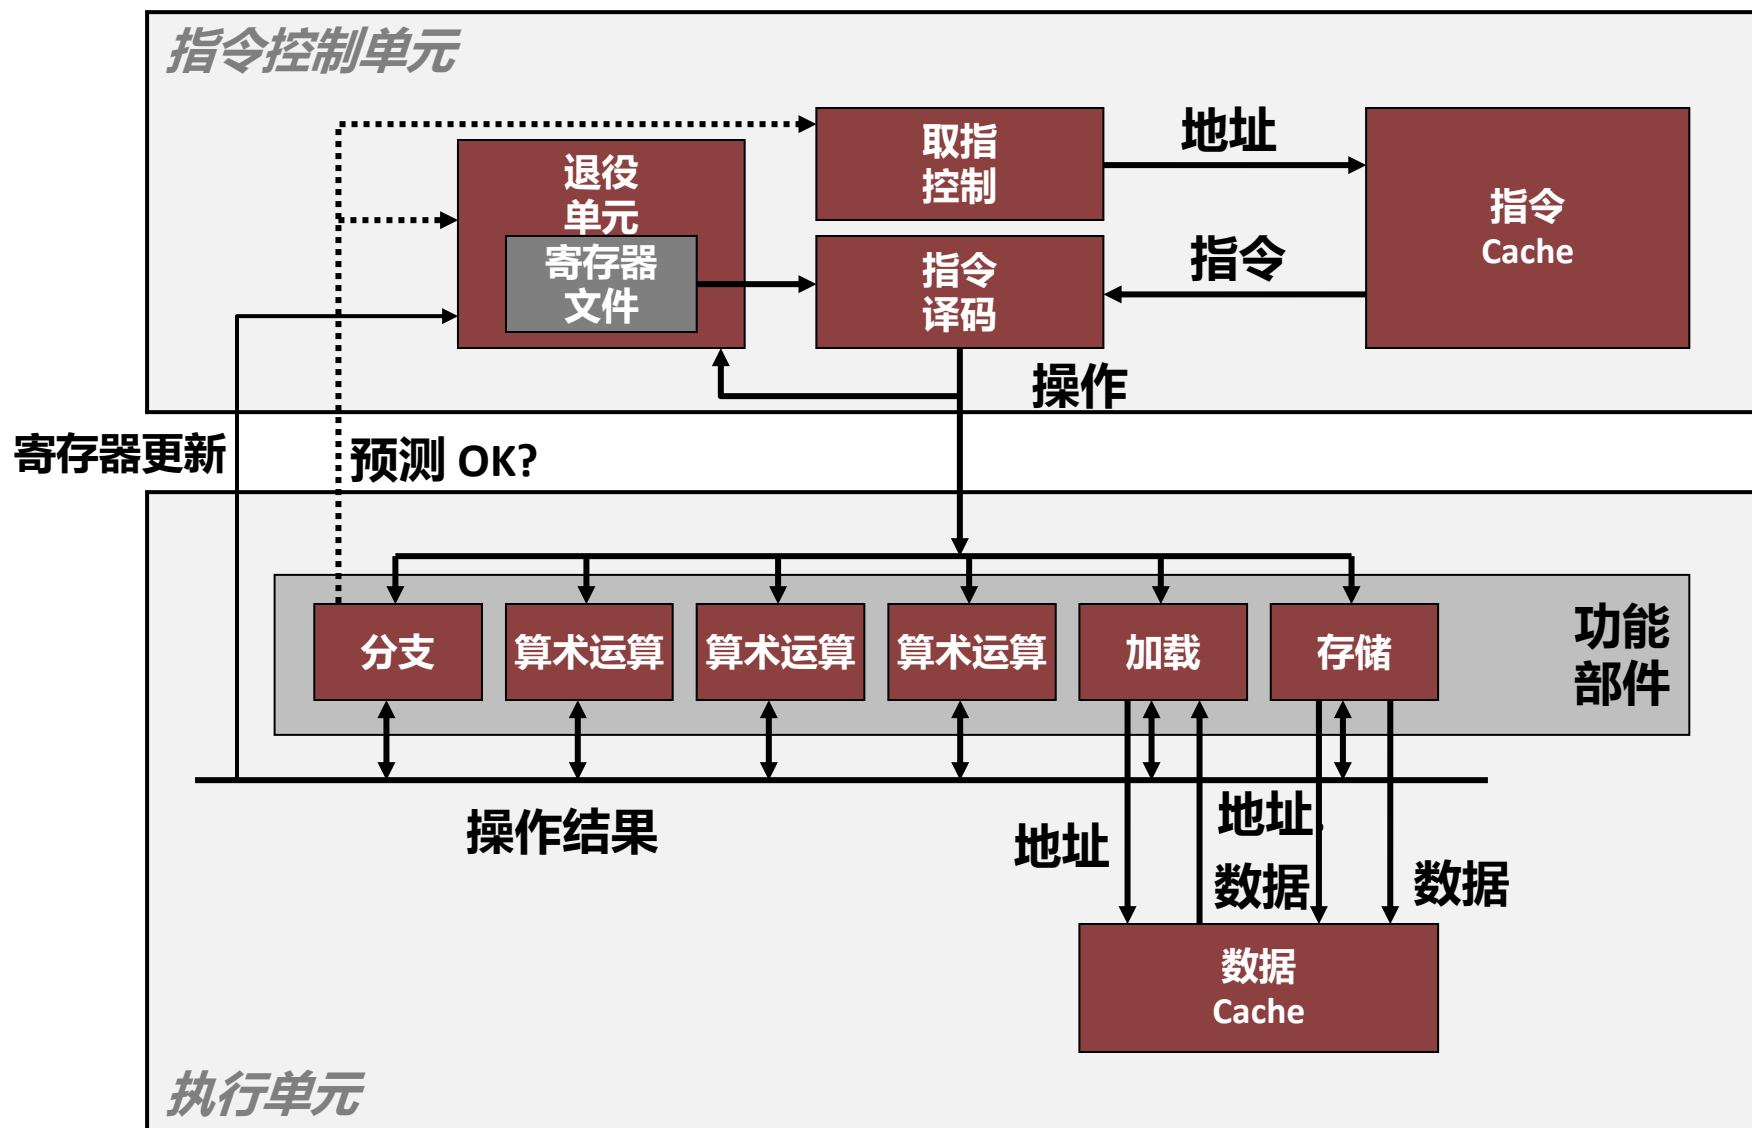 指令控制单元
取指
控制
地址
指令
Cache
退役
单元
寄存器
文件
指令
译码
指令
操作
寄存器更新
预测 OK?
功能
部件
分支
算术运算
算术运算
算术运算
加载
存储
操作结果
地址
地址,
数据
数据
数据
Cache
执行单元